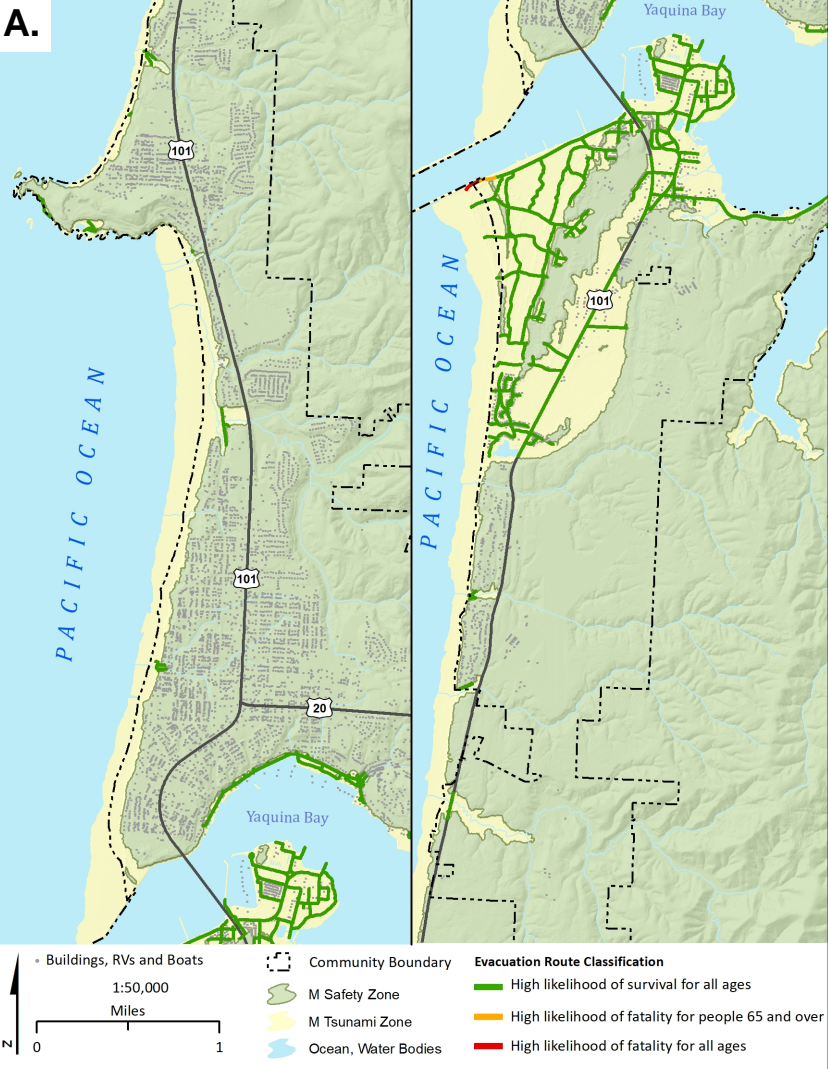 A.
Yaquina Bay
101
101
PACIFIC OCEAN
PACIFIC OCEAN
101
20
Yaquina Bay
Buildings, RVs and Boats
1:50,000
Miles
0 1
N
Community Boundary
M Safety Zone
M Tsunami Zone
Ocean, Water Bodies
Evacuation Route Classification
High likelihood of survival for all ages
High likelihood of fatality for people 65 and over
High likelihood of fatality for all ages